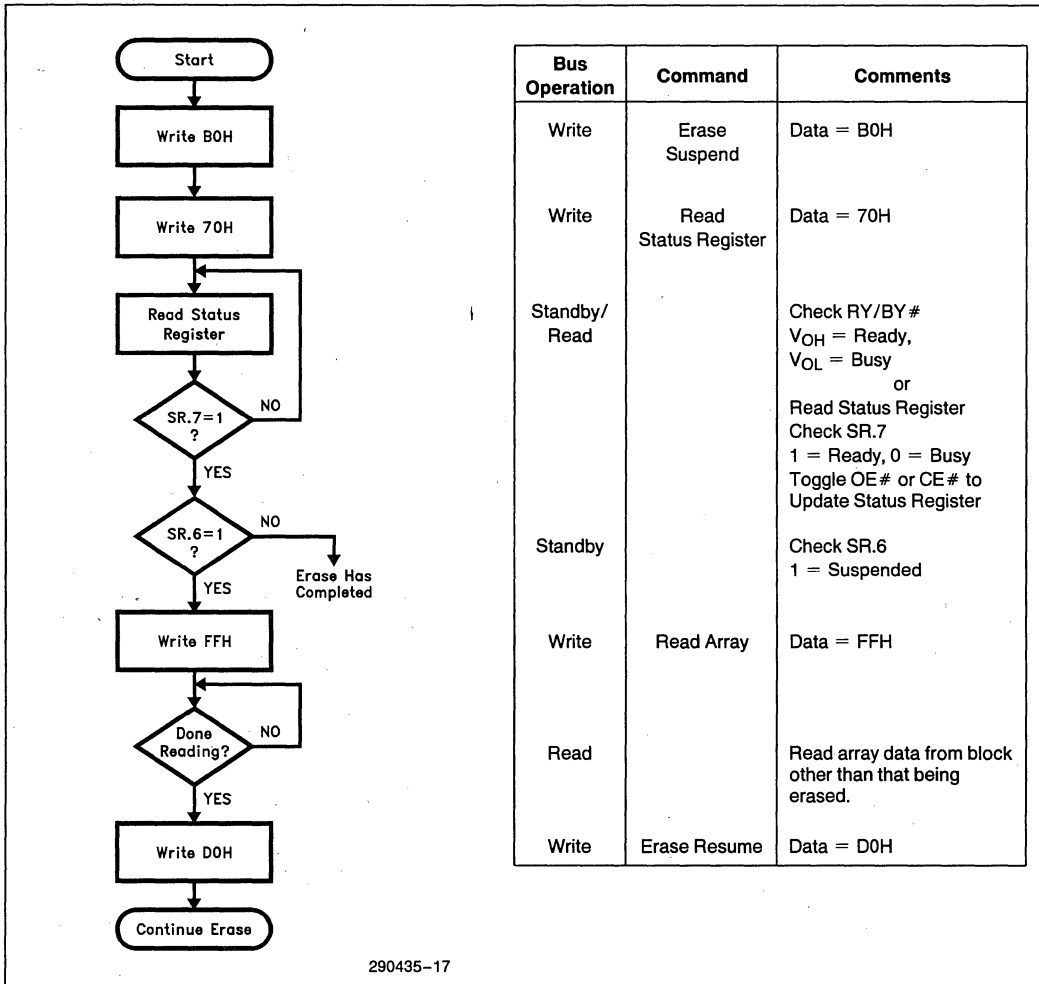 Start
Write B0H
Write 70H
Read Status
Register
SR.7=1
?
NO
YES
SR.6=1
?
NO
Erase Has
Completed
YES
Write FFH
Done
Reading?
NO
YES
Write D0H
Continue Erase
Bus
Operation
Command
Comments
Write
Erase
Suspend
Data = B0H
Write
Read
Status Register
Data = 70H
Standby/
Read
Check RY/BY#
VOH = Ready,
VOL = Busy
or
Read Status Register
Check SR.7
1 = Ready, 0 = Busy
Toggle OE# or CE# to
Update Status Register
Standby
Check SR.6
1 = Suspended
Write
Read Array
Data = FFH
Read
Read array data from block
other than that being
erased.
Write
Erase Resume
Data = D0H
290435-17